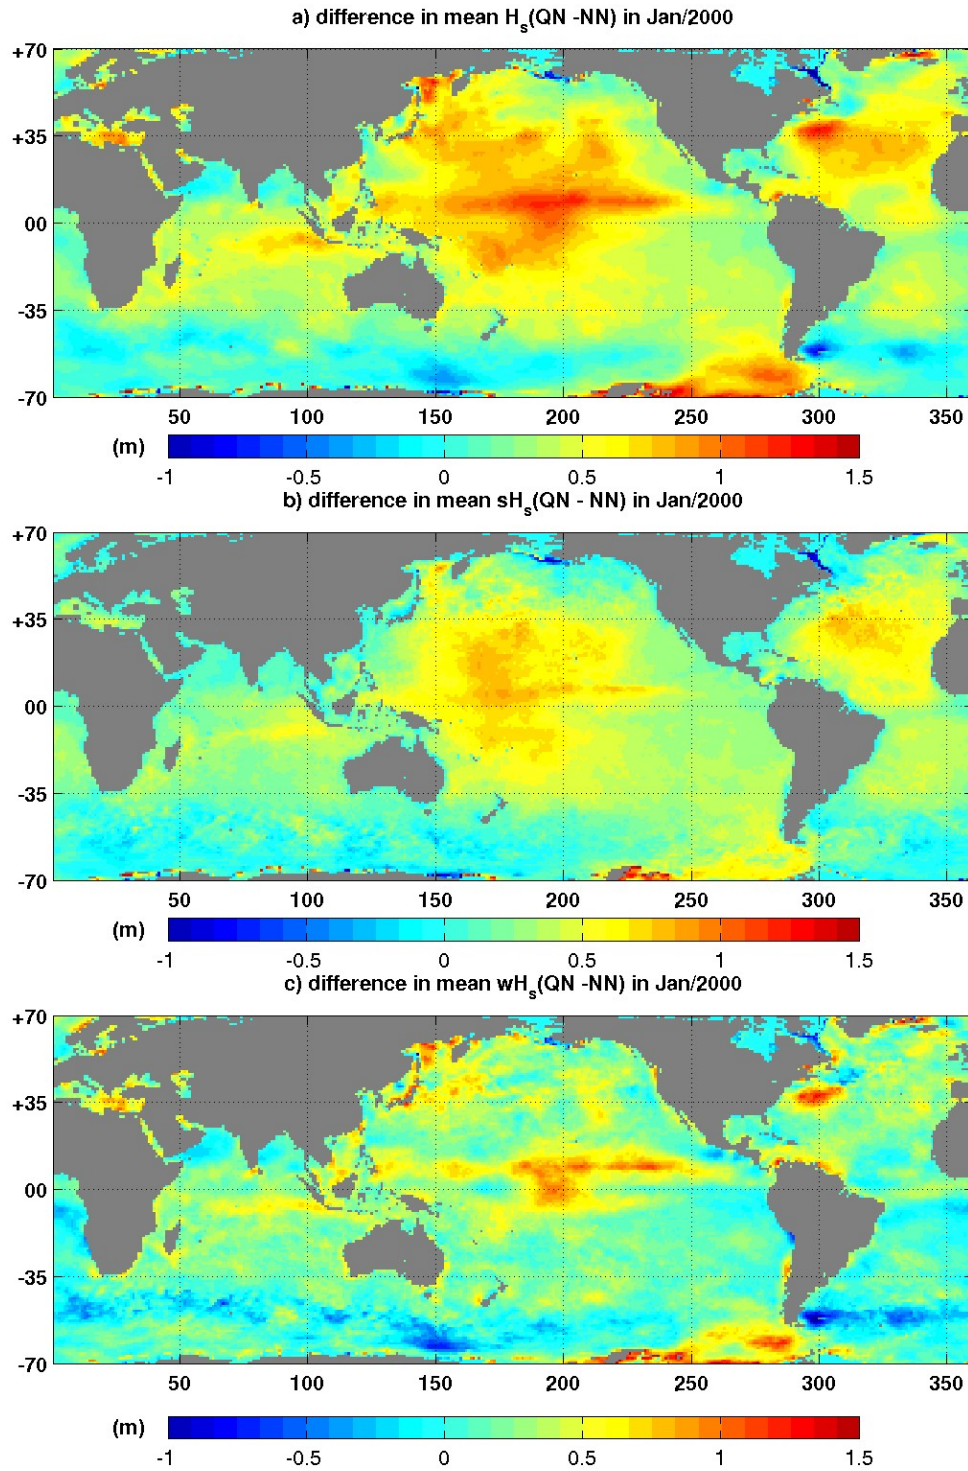 a) difference in mean Hs(QN -NN) in Jan/2000
+70
+35
00
-35
-70
50 100 150 200 250 300 350
(m)
-1 -0.5 0 0.5 1 1.5
b) difference in mean sHs(QN - NN) in Jan/2000
+70
+35
00
-35
-70
50 100 150 200 250 300 350
(m)
-1 -0.5 0 0.5 1 1.5
c) difference in mean wHs(QN -NN) in Jan/2000
+70
+35
00
-35
-70
50 100 150 200 250 300 350
(m)
-1 -0.5 0 0.5 1 1.5